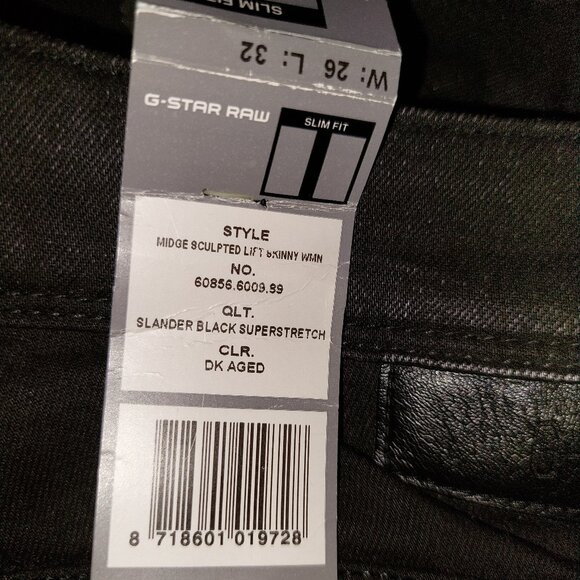 SLIM FIT
W: 26 L: 32
G-STAR RAW
SLIM FIT
STYLE
MIDGE SCULPTED LIFT SKINNY WMN
NO.
60856.6009.89
QLT.
SLANDER BLACK SUPERSTRETCH
CLR.
DK AGED
8 718601 019728